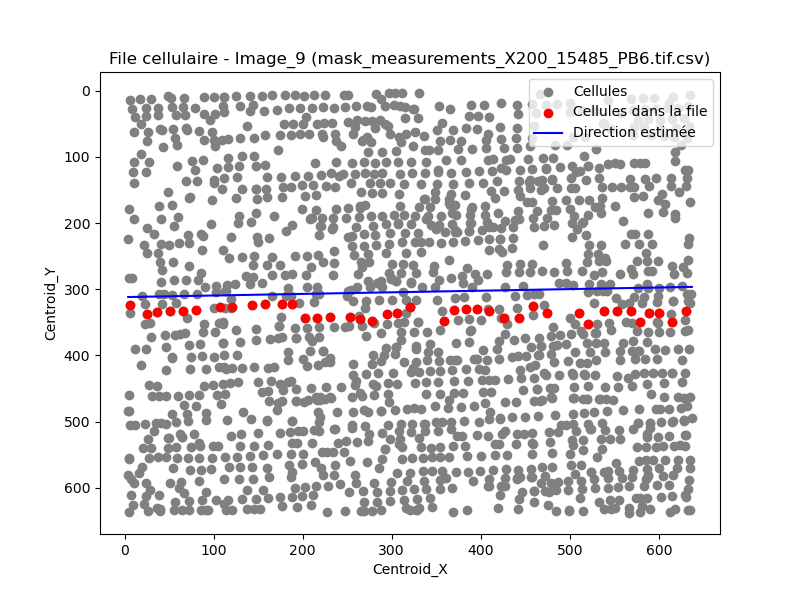 File cellulaire - Image_9 (mask_measurements_X200_15485_PB6.tif.csv)
Cellules
Cellules dans la file
Direction estimée
0
100
200
300
400
500
600
Centroid_Y
0 100 200 300 400 500 600
Centroid_X